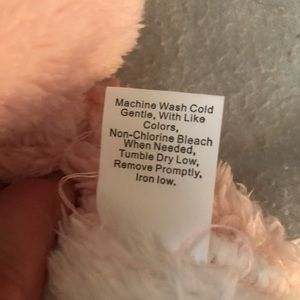 Machine Wash Cold
Gentle, With Like
Colors,
Non-Chlorine Bleach
When Needed,
Tumble Dry Low,
Remove Promptly,
Iron low.